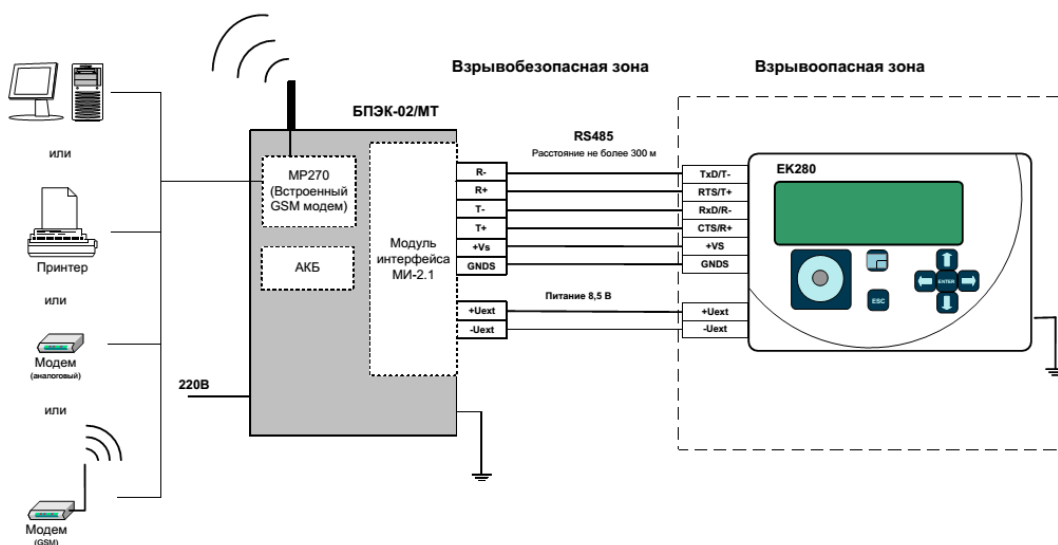 Взрывобезопасная зона
Взрывоопасная зона
или
Принтер
или
Модем
(аналоговый)
или
Модем
(GSM)
БПЭК-02/МТ
МР270
(Встроенный
GSM модем)
АКБ
Модуль
интерфейса
МИ-2.1
220В
R-
R+
T-
T+
+Vs
GNDS
+Uext
-Uext
RS485
Расстояние не более 300 м
Питание 8,5 В
TxD/T-
RTS/T+
RxD/R-
CTS/R+
+VS
GNDS
+Uext
-Uext
EK280
ESC
ENTER